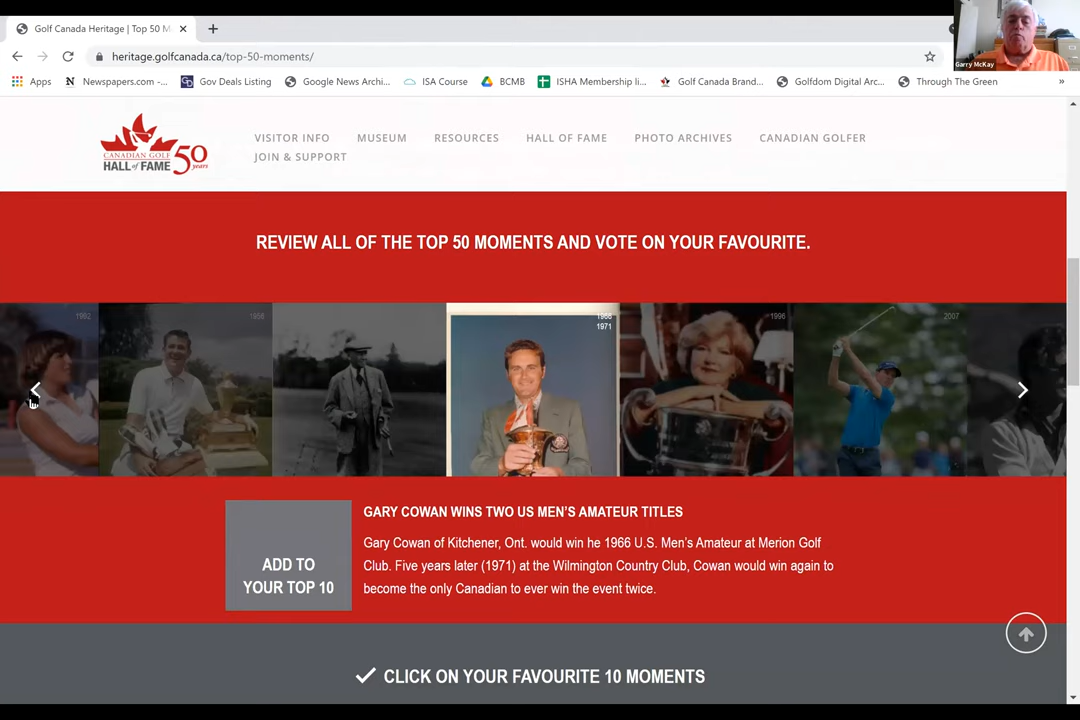 Golf Canada Heritage | Top 50 M
heritage.golfcanada.ca/top-50-moments/
Garry McKay
Apps Newspapers.com -... Gov Deals Listing Google News Archi... ISA Course BCMB ISHA Membership li... Golf Canada Brand... Golfdom Digital Arc... Through The Green »
CANADIAN GOLF
HALL of FAME 50
years
VISITOR INFO MUSEUM RESOURCES HALL OF FAME PHOTO ARCHIVES CANADIAN GOLFER
JOIN & SUPPORT
REVIEW ALL OF THE TOP 50 MOMENTS AND VOTE ON YOUR FAVOURITE.
1982 1956 1966 1996 2007
1971
ADD TO
YOUR TOP 10
GARY COWAN WINS TWO US MEN'S AMATEUR TITLES
Gary Cowan of Kitchener, Ont. would win he 1966 U.S. Men's Amateur at Merion Golf
Club. Five years later (1971) at the Wilmington Country Club, Cowan would win again to
become the only Canadian to ever win the event twice.
CLICK ON YOUR FAVOURITE 10 MOMENTS